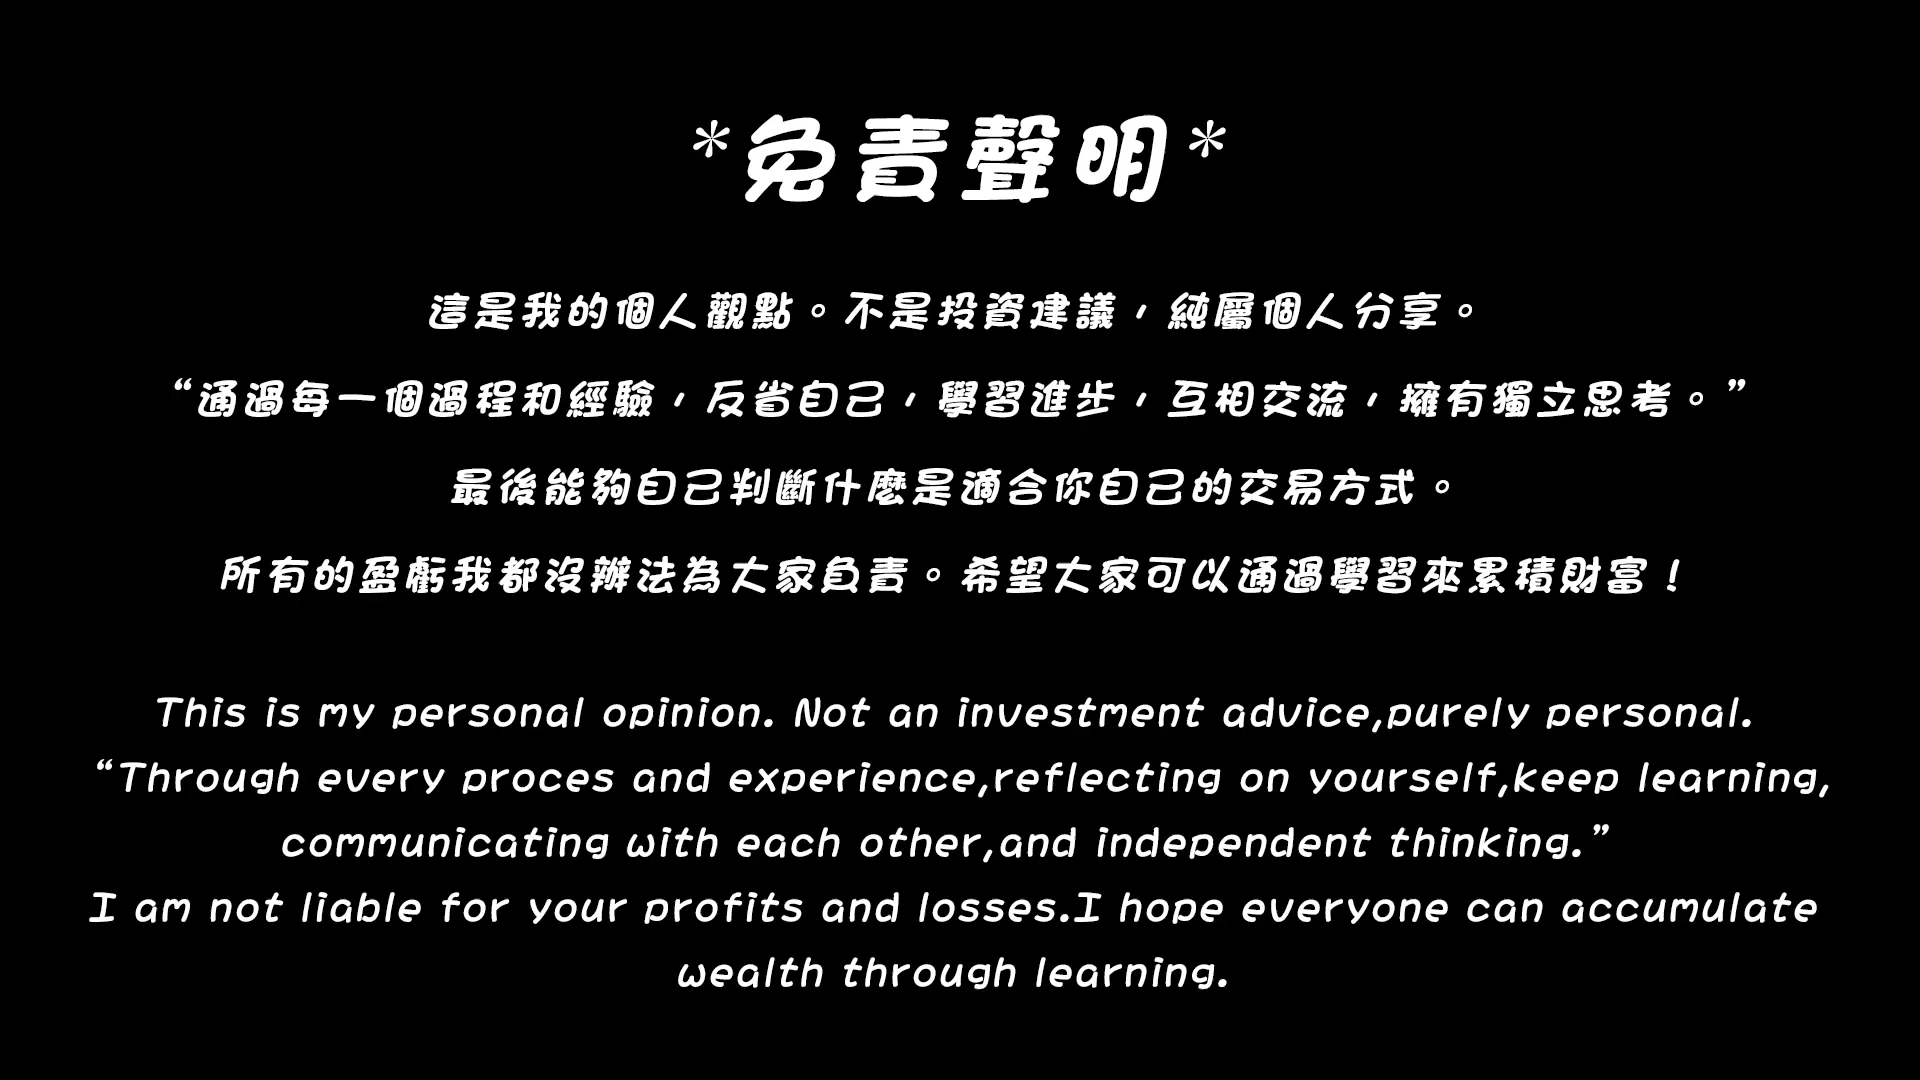 *免責聲明*
這是我的個人觀點。不是投資建議，純屬個人分享。
“通過每一個過程和經驗，反省自己，學習進步，互相交流，擁有獨立思考。”
最後能夠自己判斷什麼是適合你自己的交易方式。
所有的盈虧我都沒辦法為大家負責。希望大家可以通過學習來累積財富！
This is my personal opinion. Not an investment advice,purely personal.
“Through every proces and experience,reflecting on yourself,keep learning,
communicating with each other,and independent thinking.”
I am not liable for your profits and losses.I hope everyone can accumulate
wealth through learning.